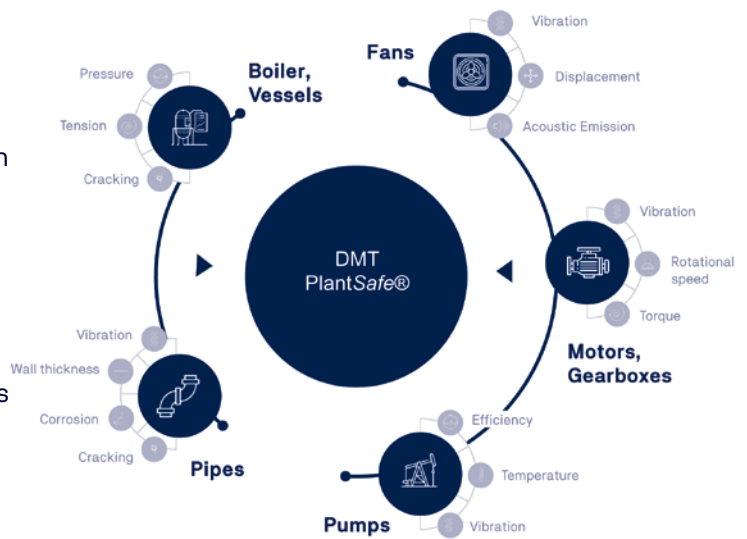 Vibration
Fans
Displacement
Acoustic Emission
Boiler,
Vessels
Pressure
Tension
Cracking
n
DMT
PlantSafe®
Vibration
Rotational
speed
Torque
Motors,
Gearboxes
Vibration
Wall thickness
s
Corrosion
Cracking
Pipes
Efficiency
Temperature
Vibration
Pumps